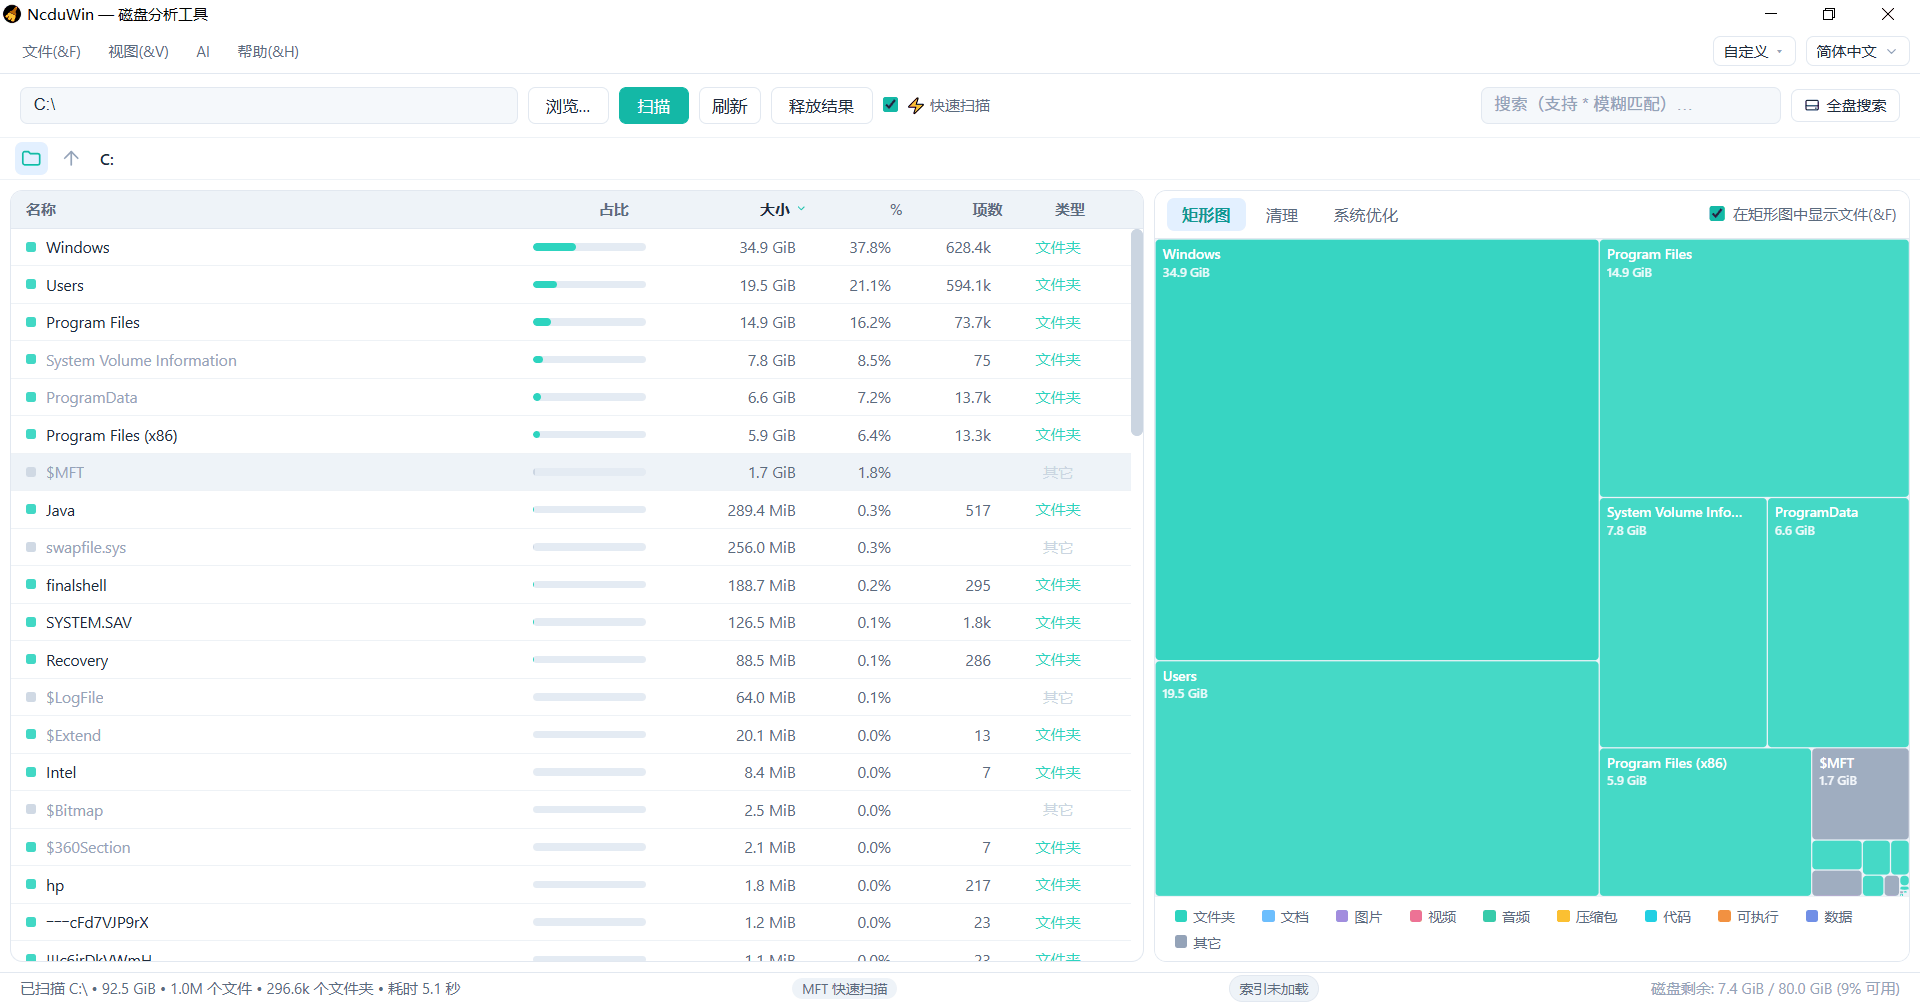 NcduWin — 磁盘分析工具
文件(&F) 视图(&V) AI 帮助(&H) 自定义 简体中文
C:\ 浏览... 扫描 刷新 释放结果 快速扫描 搜索（支持 * 模糊匹配）... 全盘搜索
C:
名称 占比 大小 % 项数 类型
Windows 34.9 GiB 37.8% 628.4k 文件夹
Users 19.5 GiB 21.1% 594.1k 文件夹
Program Files 14.9 GiB 16.2% 73.7k 文件夹
System Volume Information 7.8 GiB 8.5% 75 文件夹
ProgramData 6.6 GiB 7.2% 13.7k 文件夹
Program Files (x86) 5.9 GiB 6.4% 13.3k 文件夹
$MFT 1.7 GiB 1.8% 其它
Java 289.4 MiB 0.3% 517 文件夹
swapfile.sys 256.0 MiB 0.3% 其它
finalshell 188.7 MiB 0.2% 295 文件夹
SYSTEM.SAV 126.5 MiB 0.1% 1.8k 文件夹
Recovery 88.5 MiB 0.1% 286 文件夹
$LogFile 64.0 MiB 0.1% 其它
$Extend 20.1 MiB 0.0% 13 文件夹
Intel 8.4 MiB 0.0% 7 文件夹
$Bitmap 2.5 MiB 0.0% 其它
$360Section 2.1 MiB 0.0% 7 文件夹
hp 1.8 MiB 0.0% 217 文件夹
---cFd7VJP9rX 1.2 MiB 0.0% 23 文件夹
1.1 MiB 0.0% 23 文件夹
矩形图 清理 系统优化 在矩形图中显示文件(&F)
Windows
34.9 GiB
Program Files
14.9 GiB
System Volume Info...
7.8 GiB
ProgramData
6.6 GiB
Users
19.5 GiB
Program Files (x86)
5.9 GiB
$MFT
1.7 GiB
文件夹 文档 图片 视频 音频 压缩包 代码 可执行 数据
其它
已扫描 C:\ • 92.5 GiB • 1.0M 个文件 • 296.6k 个文件夹 • 耗时 5.1 秒 MFT 快速扫描 索引未加载 磁盘剩余: 7.4 GiB / 80.0 GiB (9% 可用)